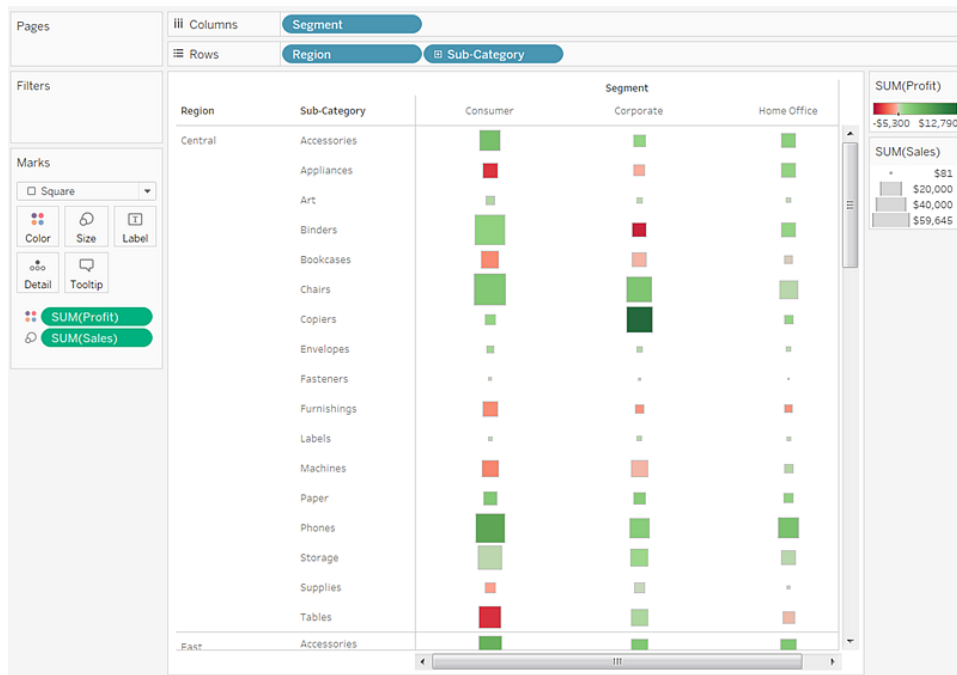 Pages
Columns Segment
Rows Region Sub-Category
Filters
Marks
Square
Color Size Label
Detail Tooltip
SUM(Profit)
SUM(Sales)
Segment
Region Sub-Category Consumer Corporate Home Office
Central Accessories
Appliances
Art
Binders
Bookcases
Chairs
Copiers
Envelopes
Fasteners
Furnishings
Labels
Machines
Paper
Phones
Storage
Supplies
Tables
East Accessories
SUM(Profit)
-$5,300 $12,790
SUM(Sales)
$81
$20,000
$40,000
$59,645